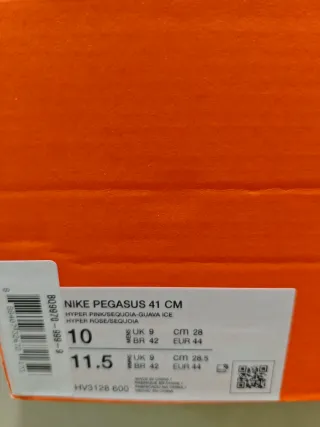 NIKE PEGASUS 41 CM
HYPER PINK/SEQUOIA-GUAVA ICE
HYPER ROSE/SEQUOIA
10 UK 9 cm 28
BR 42 EUR 44
11.5 UK 9 cm 28.5
BR 42 EUR 44
HV3128 600